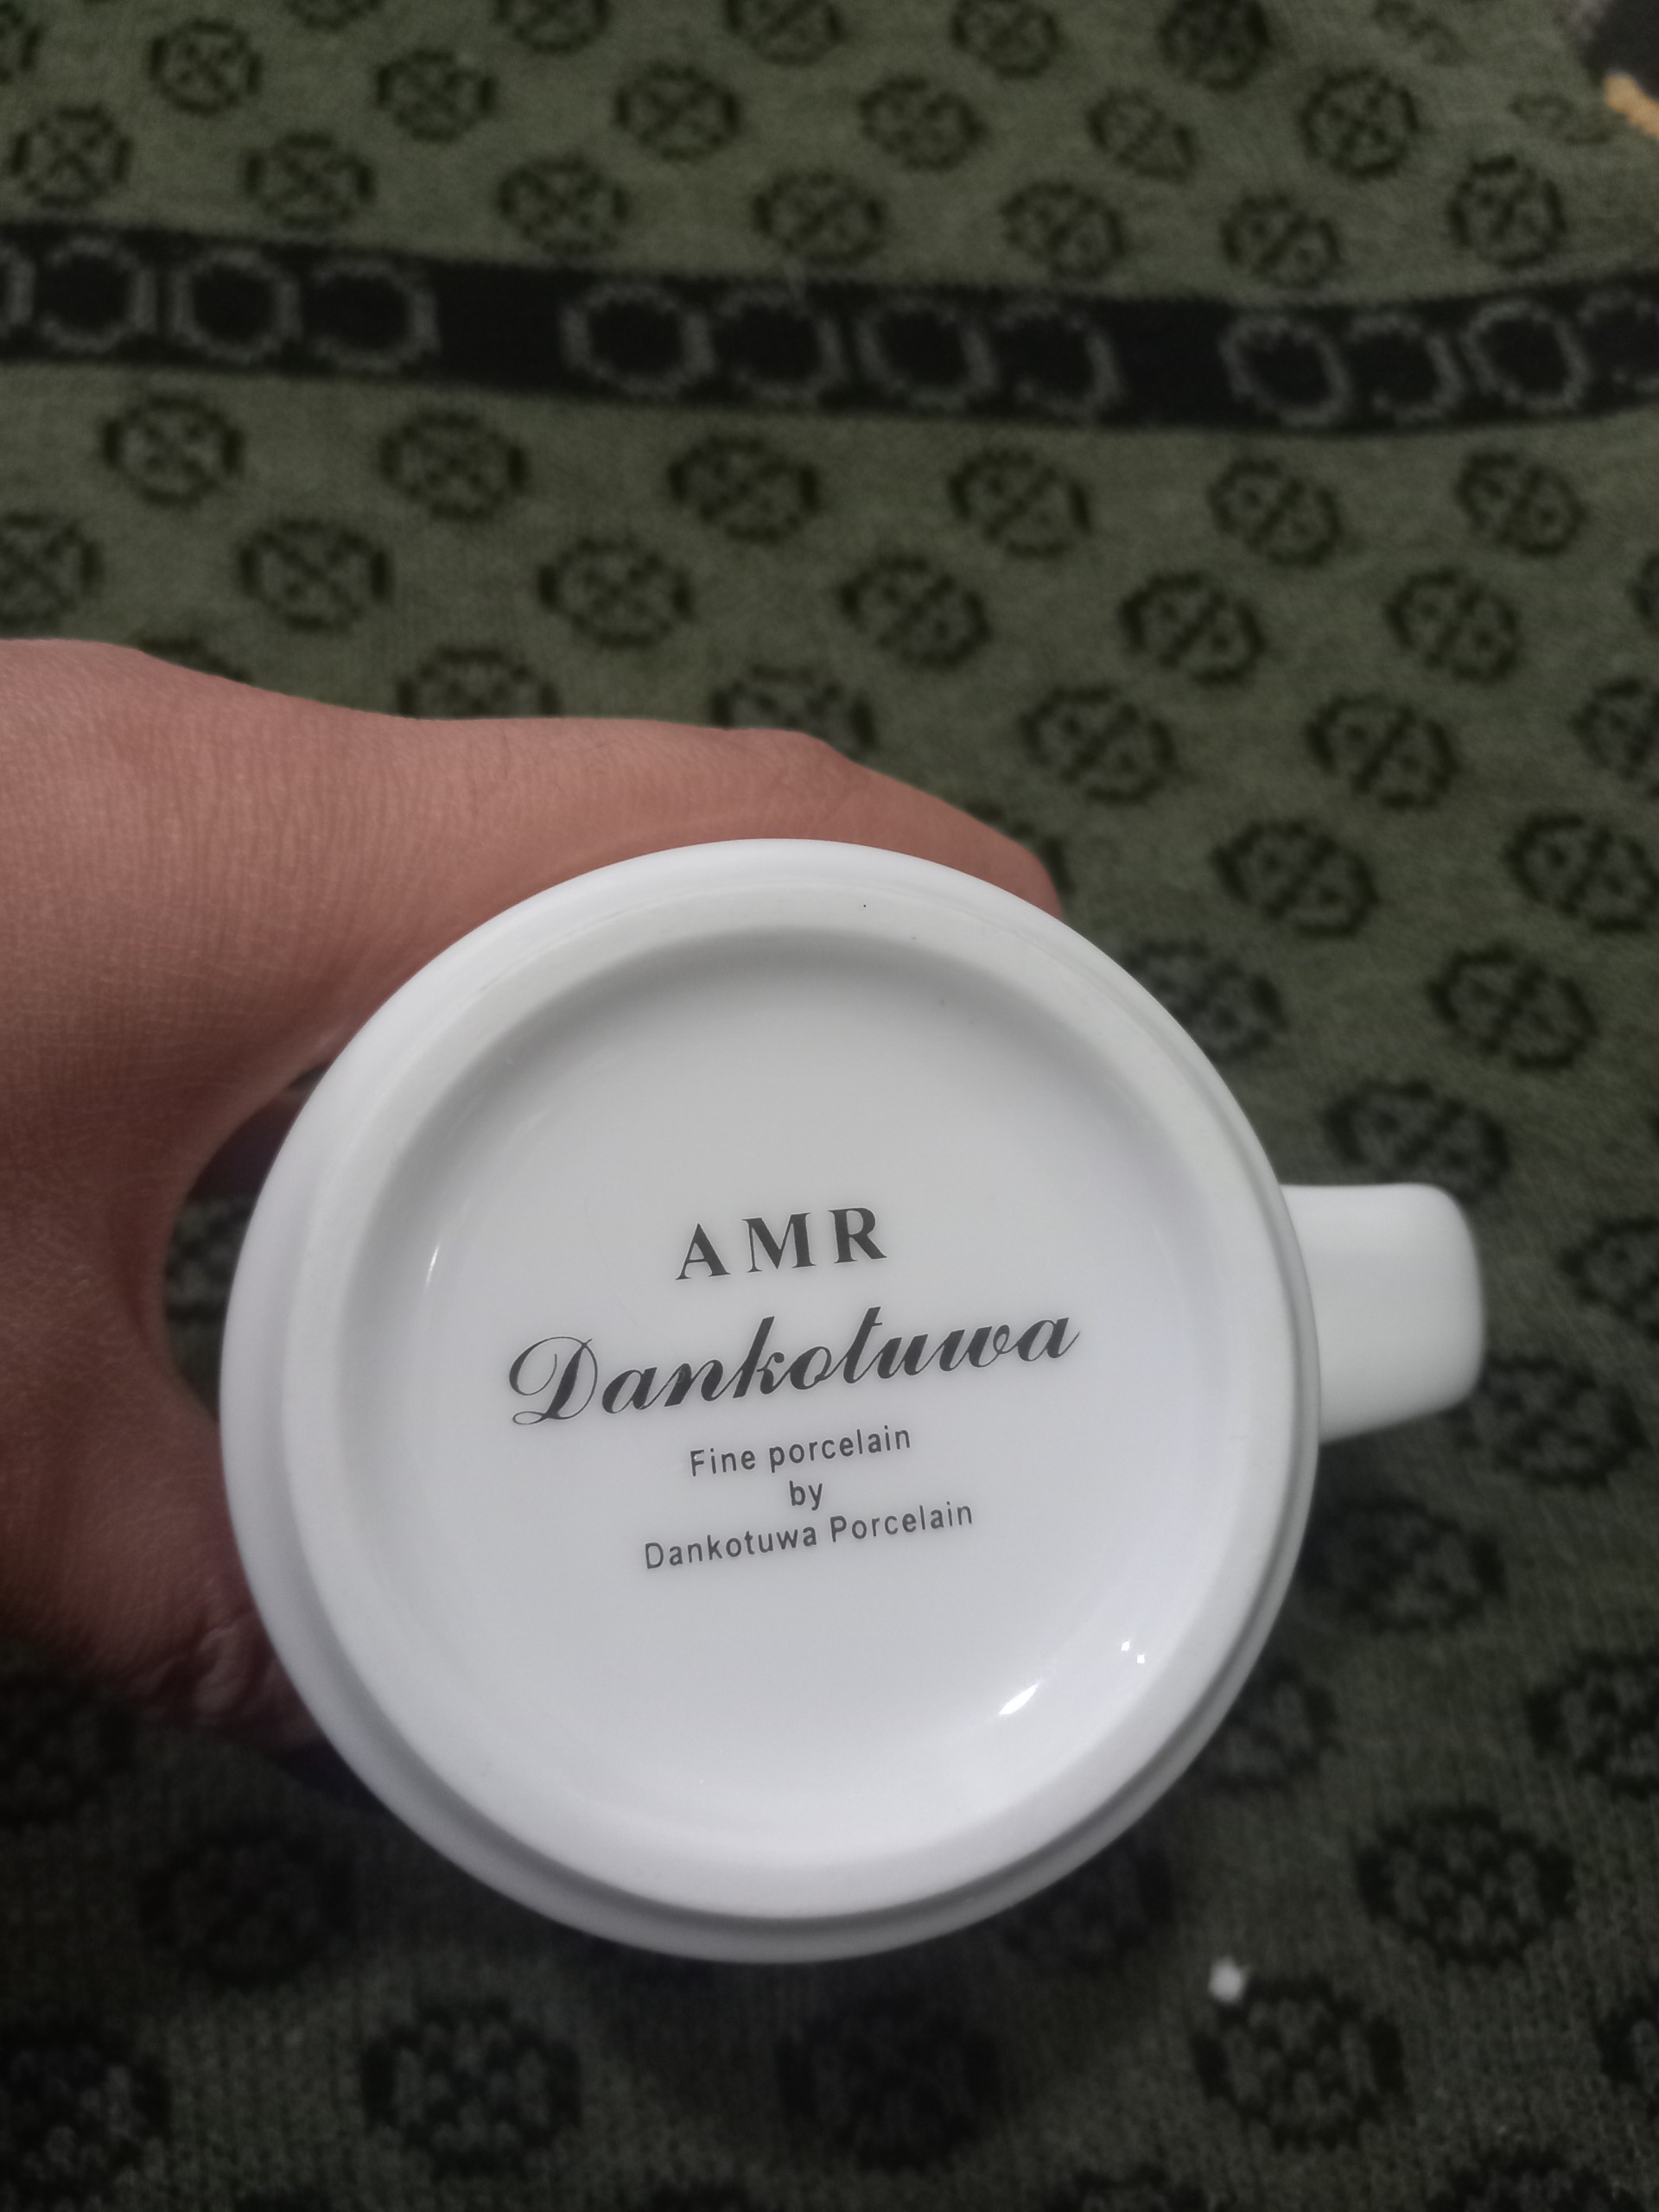 AMR
Dankotuwa
Fine porcelain
by
Dankotuwa Porcelain